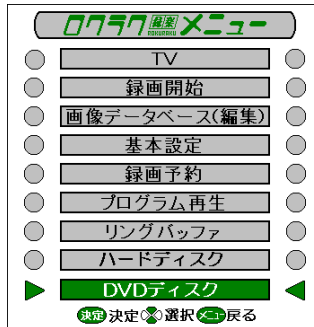 ロクラク録楽メニュー
ROKURAKU
TV
録画開始
画像データベース(編集)
基本設定
録画予約
プログラム再生
リングバッファ
ハードディスク
DVDディスク
決定決定選択メニュー戻る